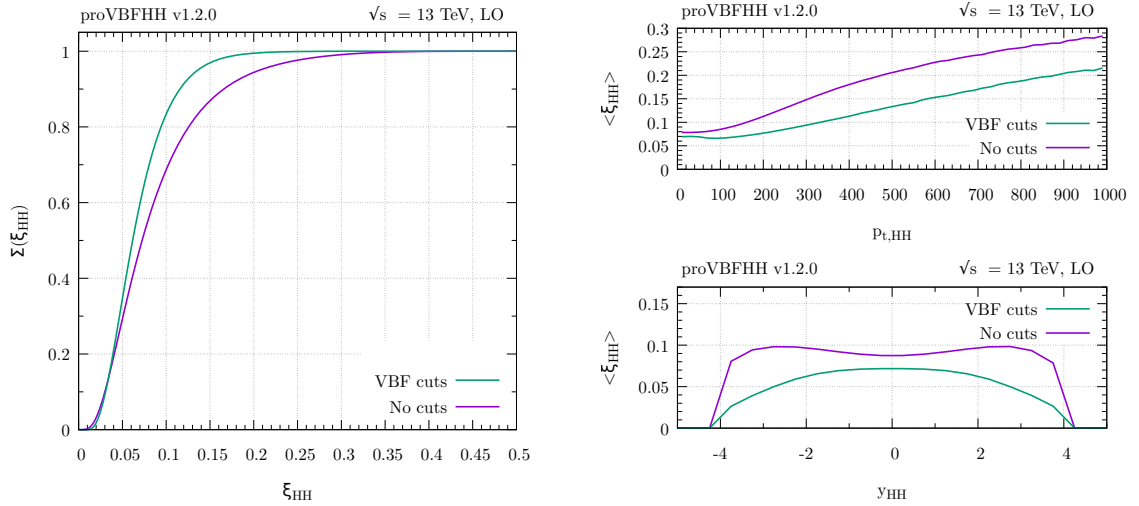 proVBFHH v1.2.0 √s = 13 TeV, LO
1
0.8
0.6
0.4
0.2
0
Σ(ξHH)
VBF cuts
No cuts
0 0.05 0.1 0.15 0.2 0.25 0.3 0.35 0.4 0.45 0.5
ξHH
proVBFHH v1.2.0 √s = 13 TeV, LO
0.3
0.25
0.2
0.15
0.1
0.05
0
<ξHH>
VBF cuts
No cuts
0 100 200 300 400 500 600 700 800 900 1000
pt,HH
proVBFHH v1.2.0 √s = 13 TeV, LO
0.15
0.1
0.05
0
<ξHH>
VBF cuts
No cuts
-4 -2 0 2 4
yHH